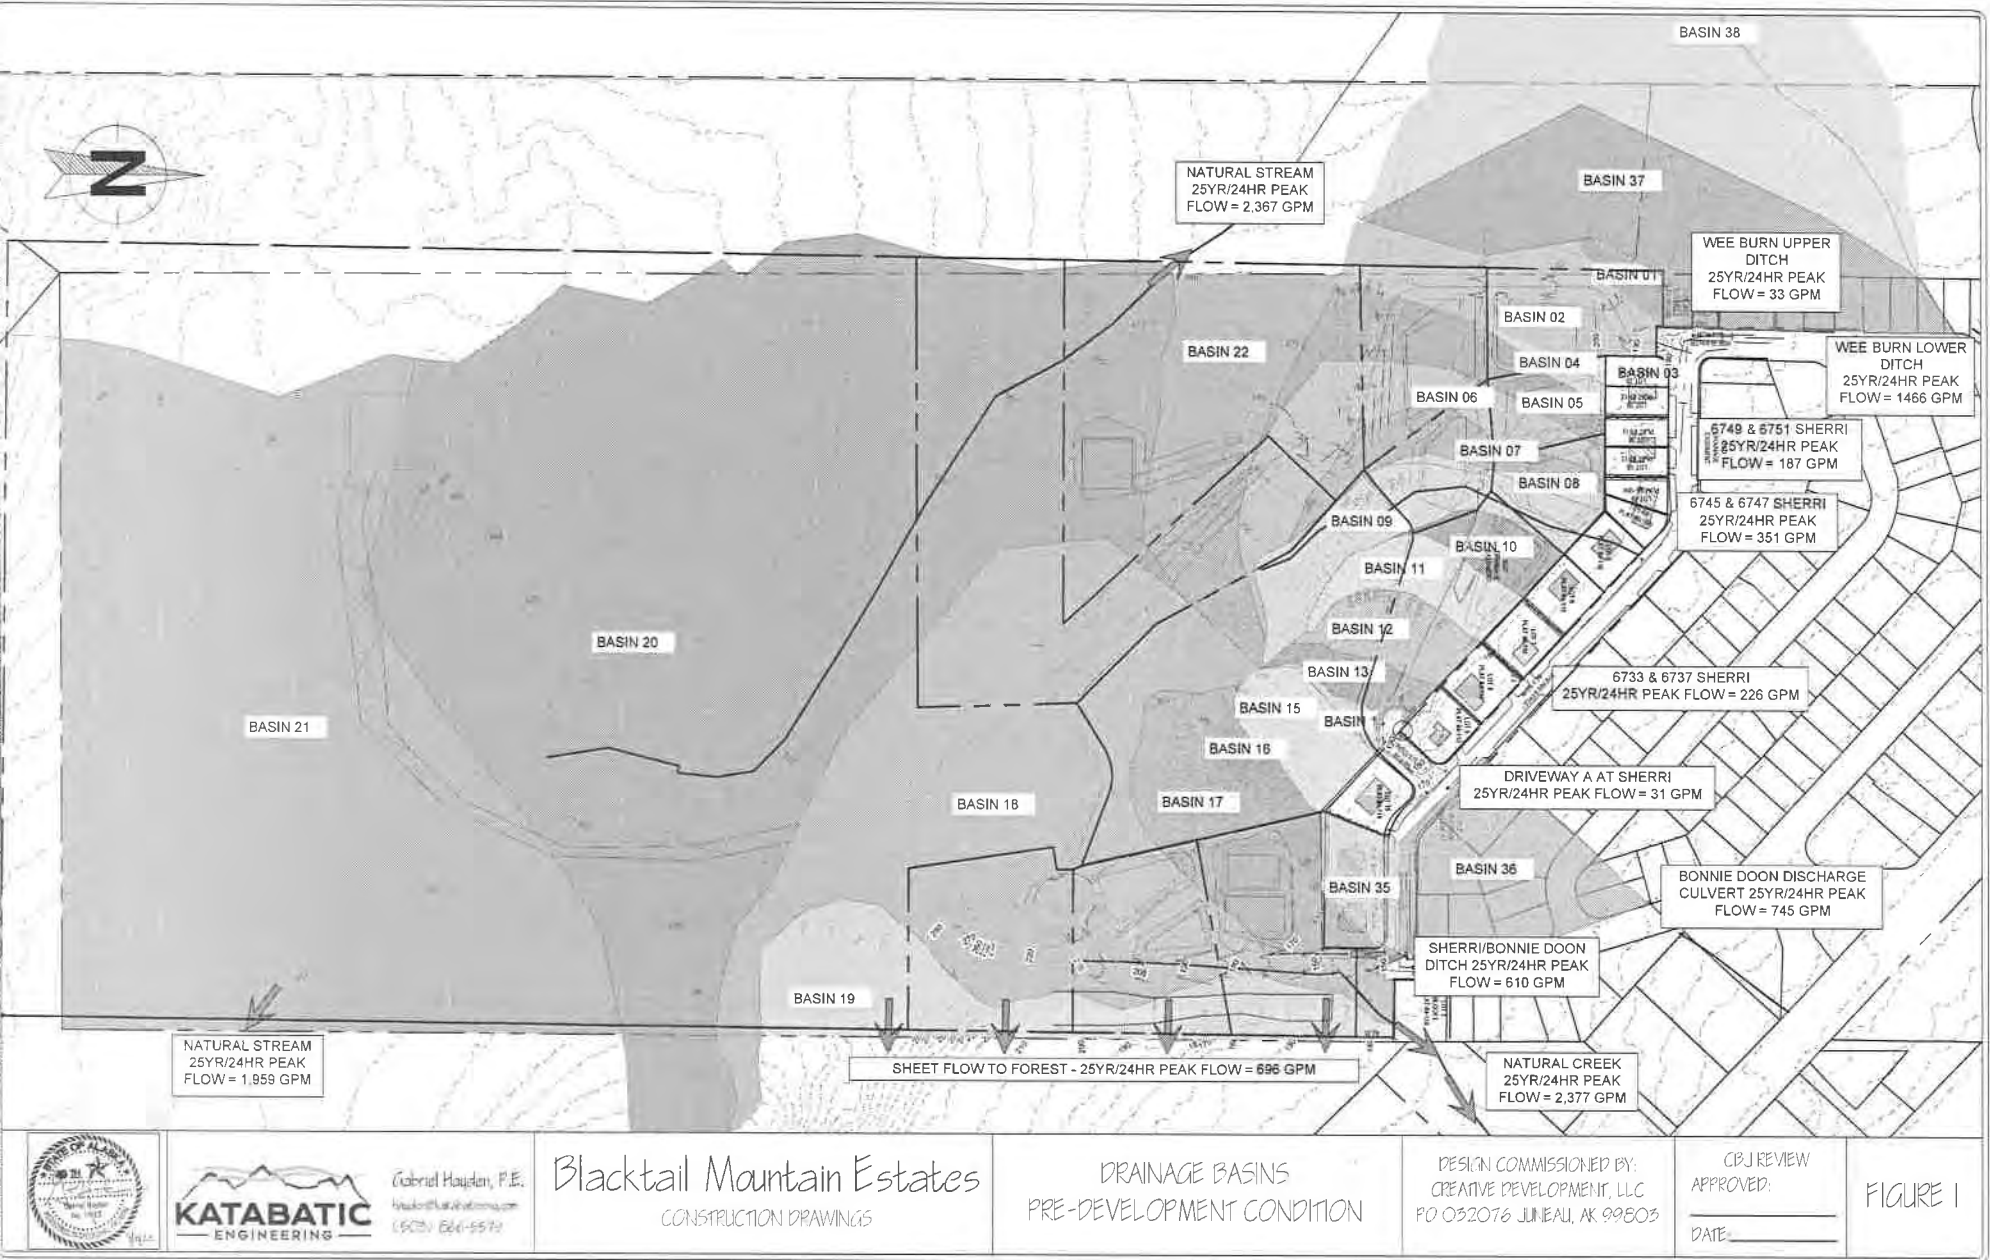 BASIN 38
NATURAL STREAM
25YR/24HR PEAK
FLOW = 2,367 GPM
BASIN 37
N
WEE BURN UPPER
DITCH
25YR/24HR PEAK
FLOW = 33 GPM
BASIN 01
BASIN 02
BASIN 22
BASIN 04
BASIN 03
WEE BURN LOWER
DITCH
25YR/24HR PEAK
FLOW = 1466 GPM
BASIN 06
BASIN 05
6749 & 6751 SHERRI
25YR/24HR PEAK
FLOW = 187 GPM
BASIN 07
BASIN 08
6745 & 6747 SHERRI
25YR/24HR PEAK
FLOW = 351 GPM
BASIN 09
BASIN 10
BASIN 11
BASIN 12
BASIN 20
BASIN 13
6733 & 6737 SHERRI
25YR/24HR PEAK FLOW = 226 GPM
BASIN 15
BASIN
BASIN 21
BASIN 16
DRIVEWAY A AT SHERRI
25YR/24HR PEAK FLOW = 31 GPM
BASIN 18
BASIN 17
BASIN 36
BASIN 35
BONNIE DOON DISCHARGE
CULVERT 25YR/24HR PEAK
FLOW = 745 GPM
SHERRI/BONNIE DOON
DITCH 25YR/24HR PEAK
FLOW = 610 GPM
BASIN 19
NATURAL STREAM
25YR/24HR PEAK
FLOW = 1,959 GPM
SHEET FLOW TO FOREST - 25YR/24HR PEAK FLOW = 696 GPM
NATURAL CREEK
25YR/24HR PEAK
FLOW = 2,377 GPM
STATE OF ALASKA
49 TH
KATABATIC
ENGINEERING
Gabriel Hayden, P.E.
Blacktail Mountain Estates
CONSTRUCTION DRAWINGS
DRAINAGE BASINS
PRE-DEVELOPMENT CONDITION
DESIGN COMMISSIONED BY:
CREATIVE DEVELOPMENT, LLC
PO 032076 JUNEAU, AK 99803
CBJ REVIEW
APPROVED:
DATE:
FIGURE 1